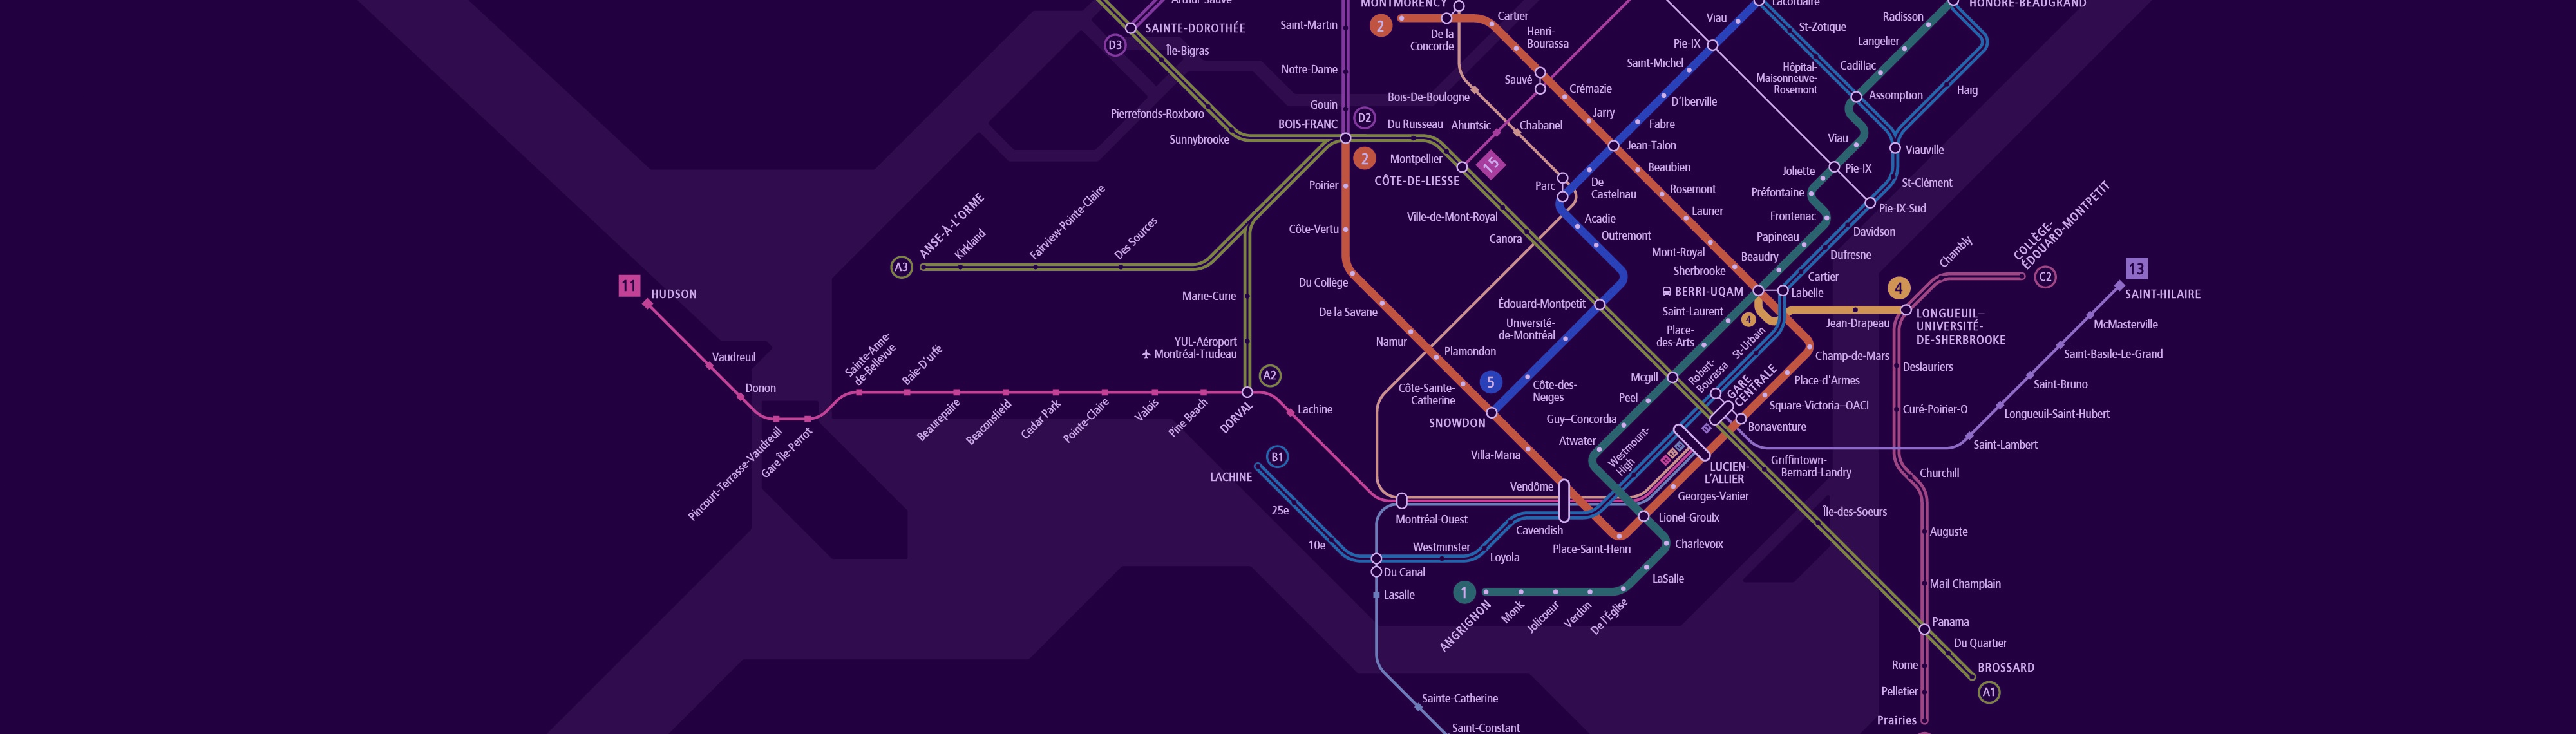 Arthur-Sauvé
SAINTE-DOROTHÉE
D3
Île-Bigras
Pierrefonds-Roxboro
Sunnybrooke
Saint-Martin
Notre-Dame
Gouin
BOIS-FRANC
D2
2
Du Ruisseau
Montpellier
CÔTE-DE-LIESSE
15
Ahuntsic
Chabanel
Bois-De-Boulogne
MONTMORENCY
2
De la
Concorde
Cartier
Henri-
Bourassa
Sauvé
Crémazie
Jarry
Jean-Talon
Beaubien
Rosemont
Laurier
Mont-Royal
Sherbrooke
BERRI-UQAM
Viau
Pie-IX
Saint-Michel
D'Iberville
Fabre
De
Castelnau
Parc
Acadie
Outremont
Édouard-Montpetit
Université-
de-Montréal
Côte-des-
Neiges
5
SNOWDON
Lacordaire
St-Zotique
Hôpital-
Maisonneuve-
Rosemont
Radisson
Langelier
Cadillac
Assomption
HONORÉ-BEAUGRAND
Haig
Viau
Viauville
Joliette
Pie-IX
St-Clément
Préfontaine
Pie-IX-Sud
Frontenac
Davidson
Papineau
Dufresne
Beaudry
Cartier
Labelle
Saint-Laurent
4
Place-
des-Arts
St-Urbain
Robert-
Bourassa
Mcgill
Peel
Guy–Concordia
Atwater
Westmount-
High
GARE
CENTRALE
Jean-Drapeau
4
LONGUEUIL–
UNIVERSITÉ-
DE-SHERBROOKE
Chambly
COLLÈGE-
ÉDOUARD-MONTPETIT
C2
13
SAINT-HILAIRE
McMasterville
Saint-Basile-Le-Grand
Saint-Bruno
Longueuil-Saint-Hubert
Saint-Lambert
Champ-de-Mars
Place-d'Armes
Square-Victoria–OACI
Bonaventure
LUCIEN-
L'ALLIER
Georges-Vanier
Lionel-Groulx
Charlevoix
LaSalle
De l'Église
Verdun
Jolicoeur
Monk
ANGRIGNON
1
Place-Saint-Henri
Vendôme
Villa-Maria
Côte-Sainte-
Catherine
Plamondon
Namur
De la Savane
Du Collège
Côte-Vertu
Poirier
Ville-de-Mont-Royal
Canora
Griffintown-
Bernard-Landry
Île-des-Soeurs
Panama
Du Quartier
BROSSARD
A1
Deslauriers
Curé-Poirier-O
Churchill
Auguste
Mail Champlain
Rome
Pelletier
Prairies
A3
ANSE-À-L'ORME
Kirkland
Fairview-Pointe-Claire
Des Sources
Marie-Curie
YUL-Aéroport
Montréal-Trudeau
A2
DORVAL
11
HUDSON
Vaudreuil
Dorion
Pincourt-Terrasse-Vaudreuil
Gare Île-Perrot
Sainte-Anne-
de-Bellevue
Baie-D'urfé
Beaurepaire
Beaconsfield
Cedar Park
Pointe-Claire
Valois
Pine Beach
Lachine
Montréal-Ouest
B1
LACHINE
25e
10e
Du Canal
Westminster
Loyola
Cavendish
Lasalle
Sainte-Catherine
Saint-Constant